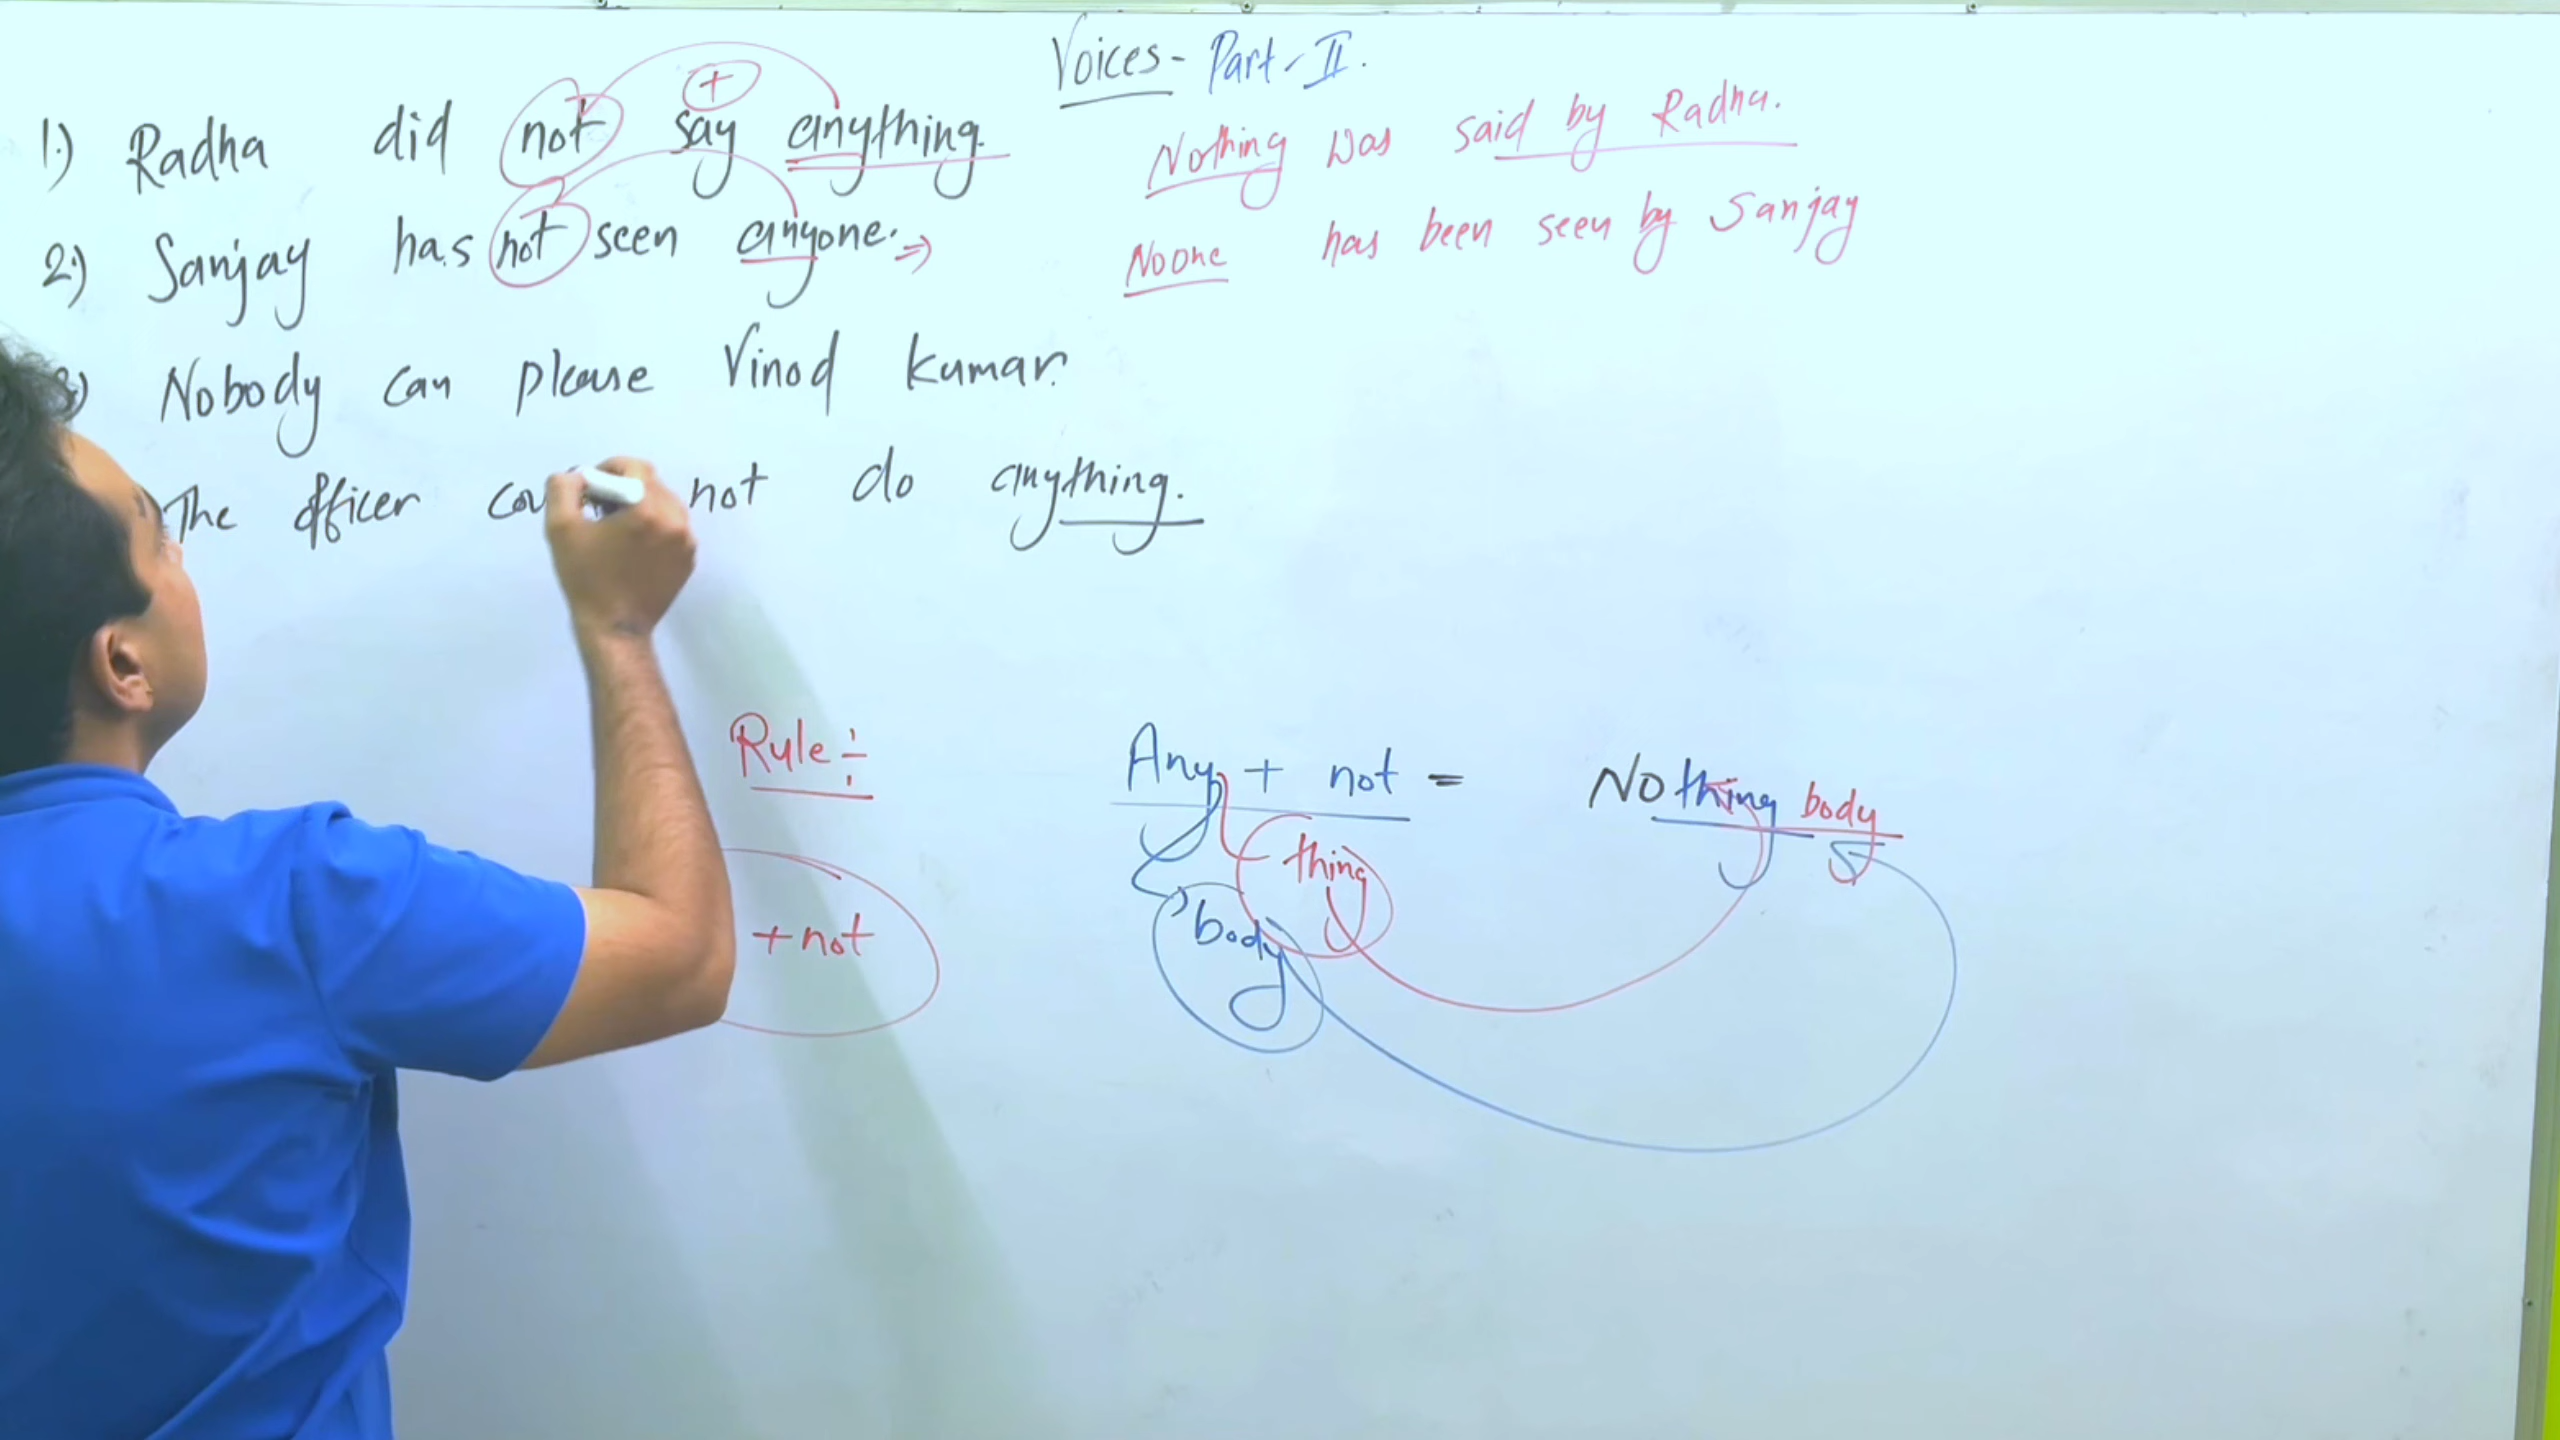 Voices - Part - II.
1.) Radha did not say anything.
+
Nothing was said by Radha.
2.) Sanjay has not seen anyone. ⇒
Noone has been seen by Sanjay
) Nobody can please Vinod Kumar.
) The officer not do anything.
Rule :-
Any + not = Nothing body
thing
body
+ not